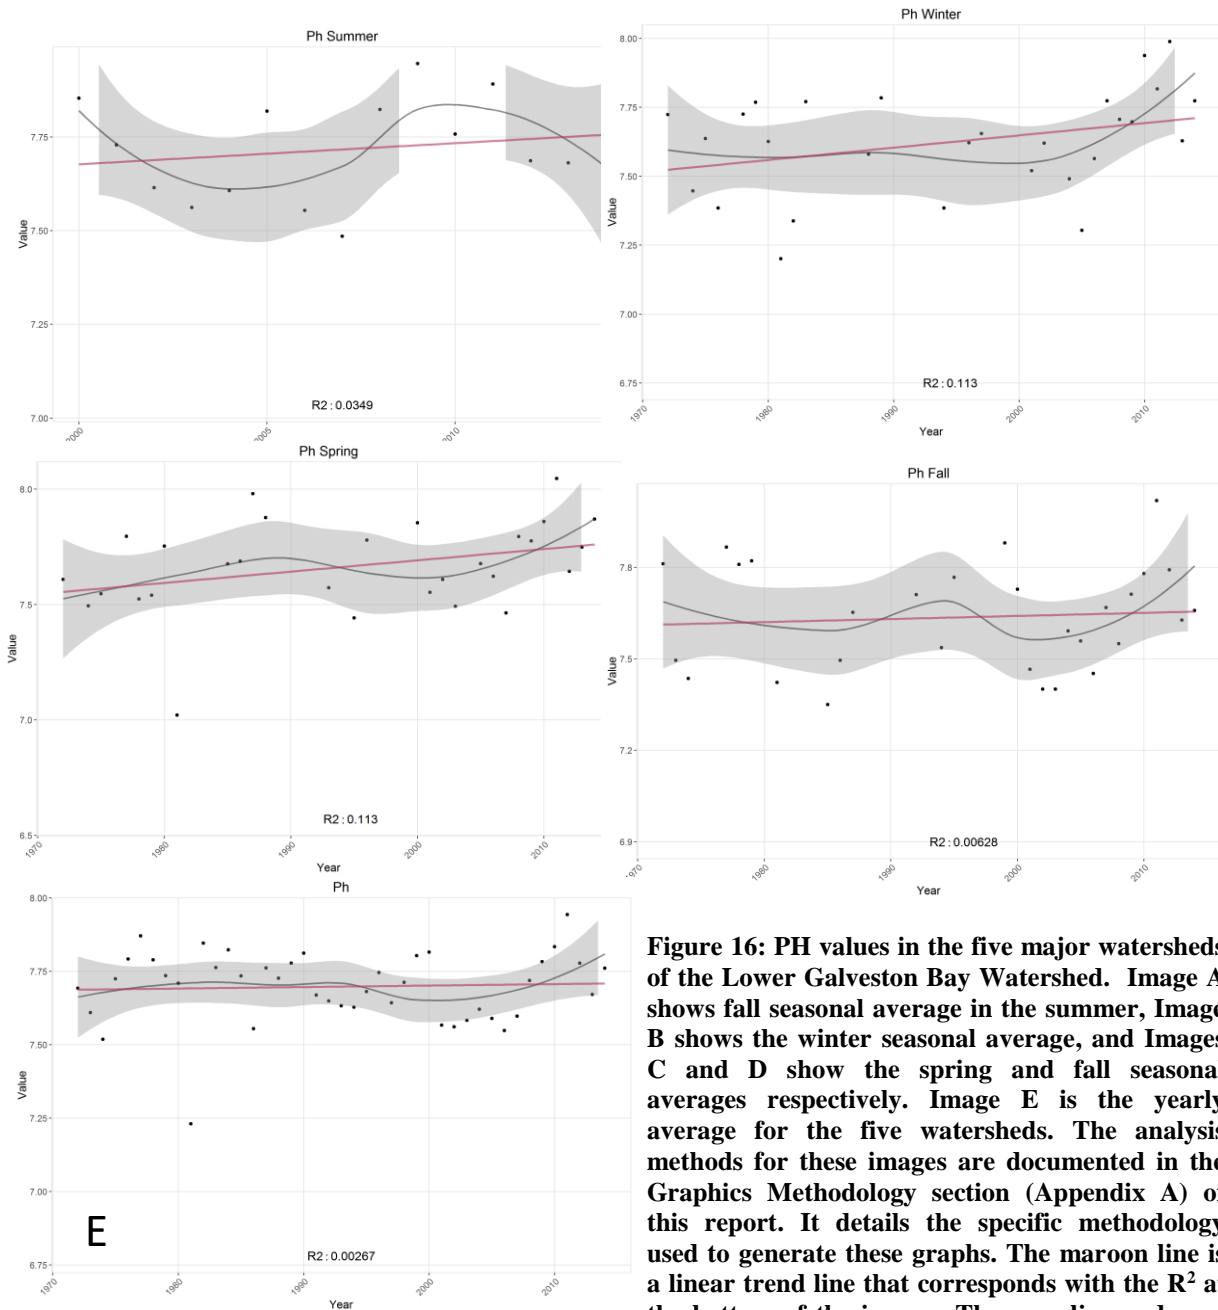 Ph Summer
Value
7.75
7.50
7.25
7.00
R2 : 0.0349
2010
Ph Winter
Value
8.00
7.75
7.50
7.25
7.00
6.75
R2 : 0.113
1970
1980
1990
2000
2010
Year
Ph Spring
Value
8.0
7.5
7.0
6.5
R2 : 0.113
1970
1980
1990
2000
2010
Year
Ph Fall
Value
7.8
7.5
7.2
6.9
R2 : 0.00628
1980
1990
2000
2010
Year
Ph
Value
8.00
7.75
7.50
7.25
7.00
6.75
E
R2 : 0.00267
1970
1980
1990
2000
2010
Year
Figure 16: PH values in the five major watersheds
of the Lower Galveston Bay Watershed. Image A
shows fall seasonal average in the summer, Image
B shows the winter seasonal average, and Images
C and D show the spring and fall seasonal
averages respectively. Image E is the yearly
average for the five watersheds. The analysis
methods for these images are documented in the
Graphics Methodology section (Appendix A) of
this report. It details the specific methodology
used to generate these graphs. The maroon line is
a linear trend line that corresponds with the R² at